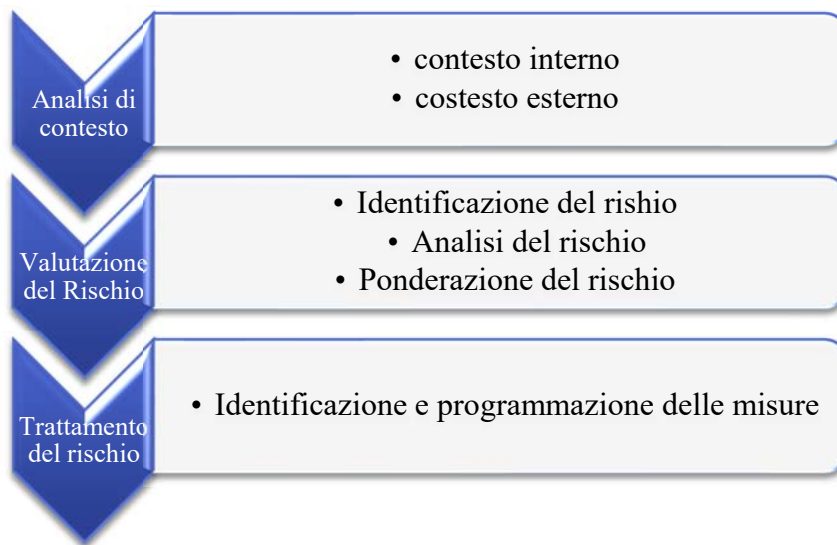 Analisi di
contesto
• contesto interno
• costesto esterno
Valutazione
del Rischio
• Identificazione del rishio
• Analisi del rischio
• Ponderazione del rischio
Trattamento
del rischio
• Identificazione e programmazione delle misure